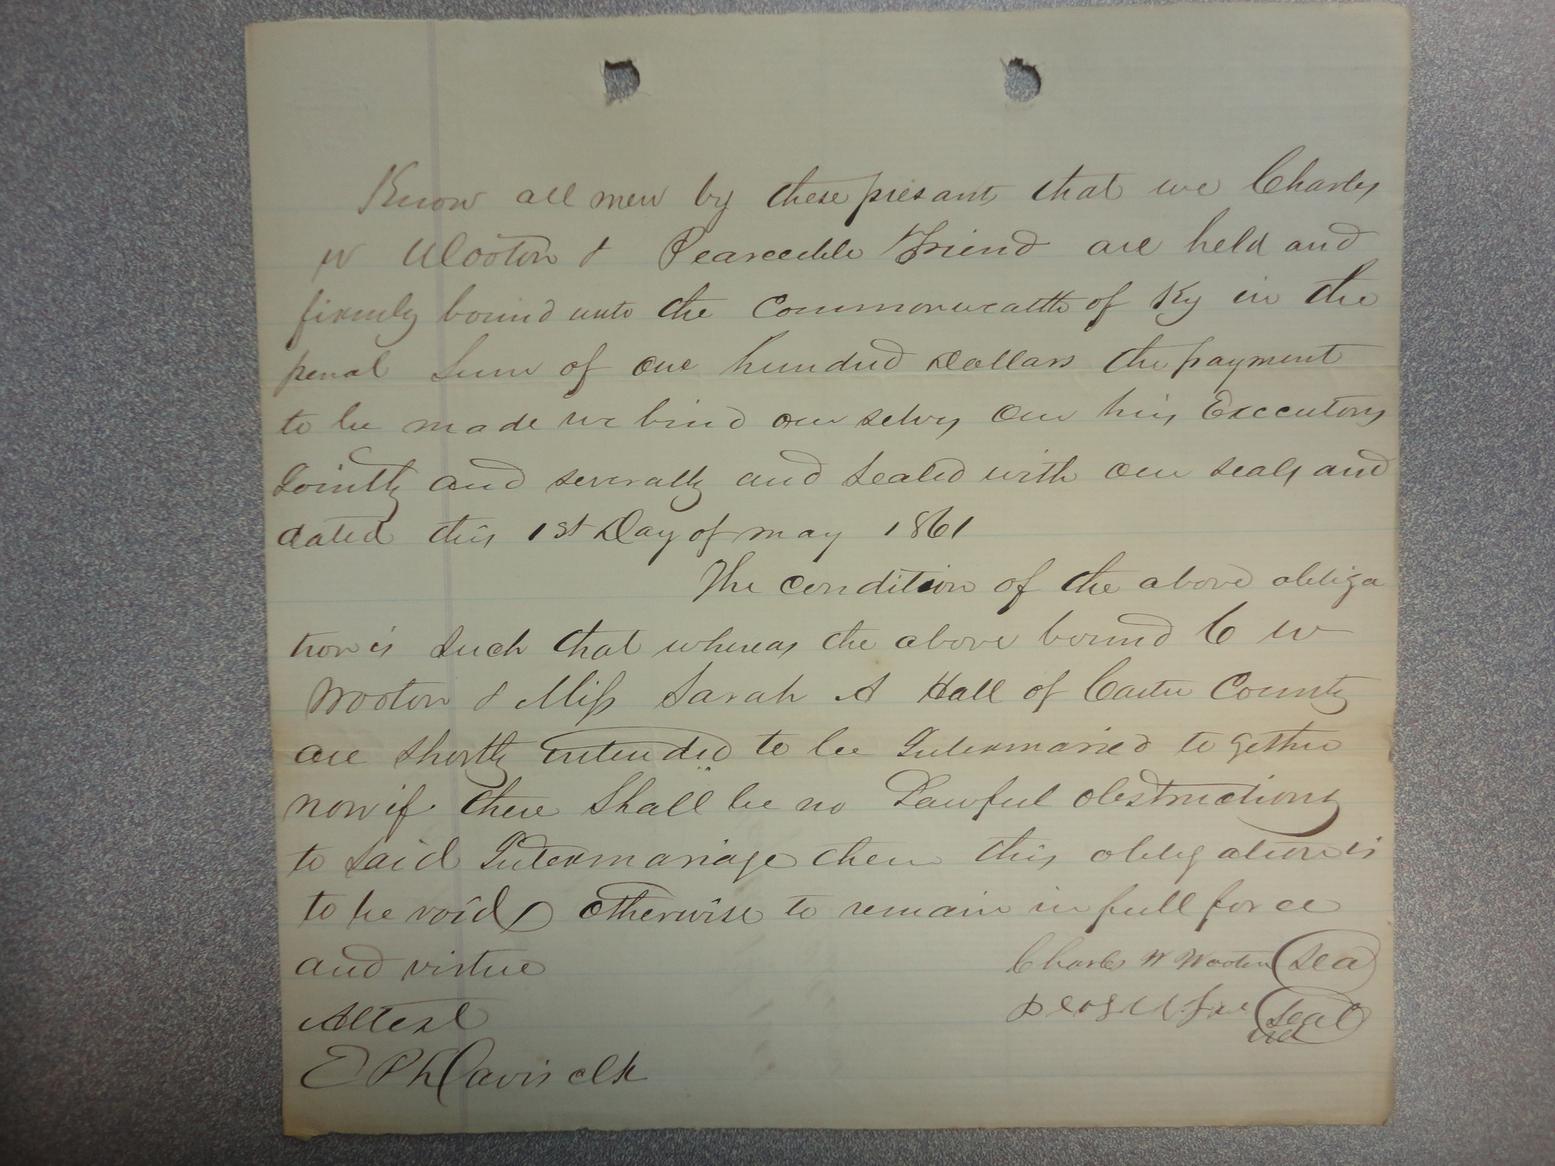 Know all men by these presant, that we Charles
W Wooton & Pearceble Friend are held and
firmly bound unto the Commonwealth of Ky in the
penal Sum of one hundred Dollars the payment
to be made we bind our selves our hirs Executors
Jointly and severally and Sealed with our seals and
dated this 1st Day of may 1861
The condition of the above obliga
tion is Such that whereas the above bound C W
Wooton & Miss Sarah A Hall of Carter County
are shortly intended to be Intermaried together
now if there Shall be no Lawful obstructions
to said Intermariage then this obligation is
to be void otherwise to remain in full force
and virtue
Charles W Wooten Sea
Seal
Attest
Davis clk